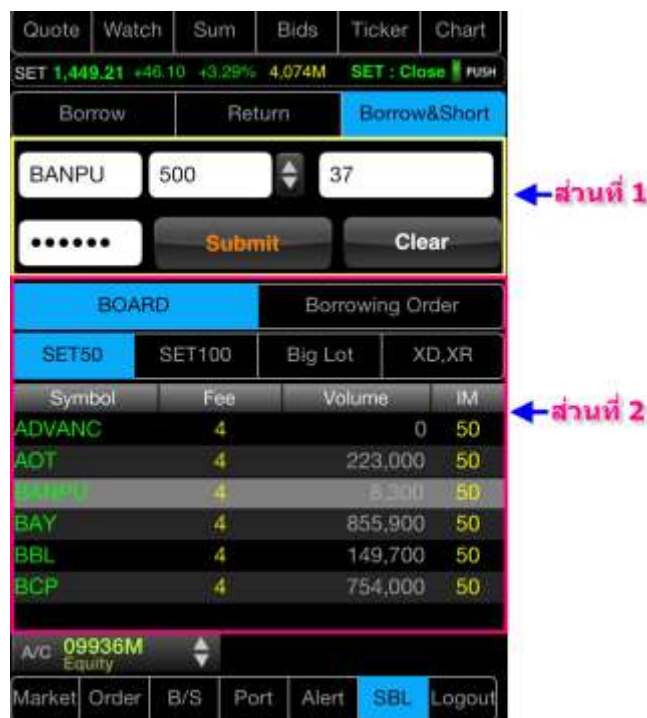 Quote Watch Sum Bids Ticker Chart
SET 1,449.21 +46.10 +3.29% 4,074M SET : Close PUSH
Borrow Return Borrow&Short
BANPU 500 37
ส่วนที่ 1
•••••• Submit Clear
BOARD Borrowing Order
SET50 SET100 Big Lot XD,XR
Symbol Fee Volume IM
ส่วนที่ 2
ADVANC 4 0 50
AOT 4 223,000 50
BANPU 4 8,300 50
BAY 4 855,900 50
BBL 4 149,700 50
BCP 4 754,000 50
A/C 09936M
Equity
Market Order B/S Port Alert SBL Logout